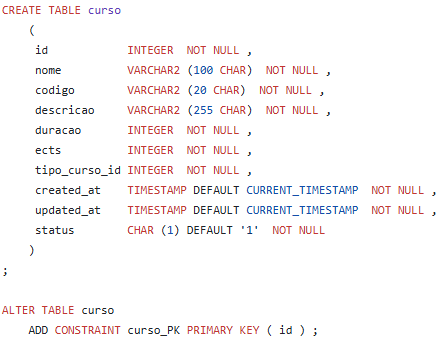 CREATE TABLE curso
(
id INTEGER NOT NULL ,
nome VARCHAR2 (100 CHAR) NOT NULL ,
codigo VARCHAR2 (20 CHAR) NOT NULL ,
descricao VARCHAR2 (255 CHAR) NOT NULL ,
duracao INTEGER NOT NULL ,
ects INTEGER NOT NULL ,
tipo_curso_id INTEGER NOT NULL ,
created_at TIMESTAMP DEFAULT CURRENT_TIMESTAMP NOT NULL ,
updated_at TIMESTAMP DEFAULT CURRENT_TIMESTAMP NOT NULL ,
status CHAR (1) DEFAULT '1' NOT NULL
)
;
ALTER TABLE curso
ADD CONSTRAINT curso_PK PRIMARY KEY ( id ) ;